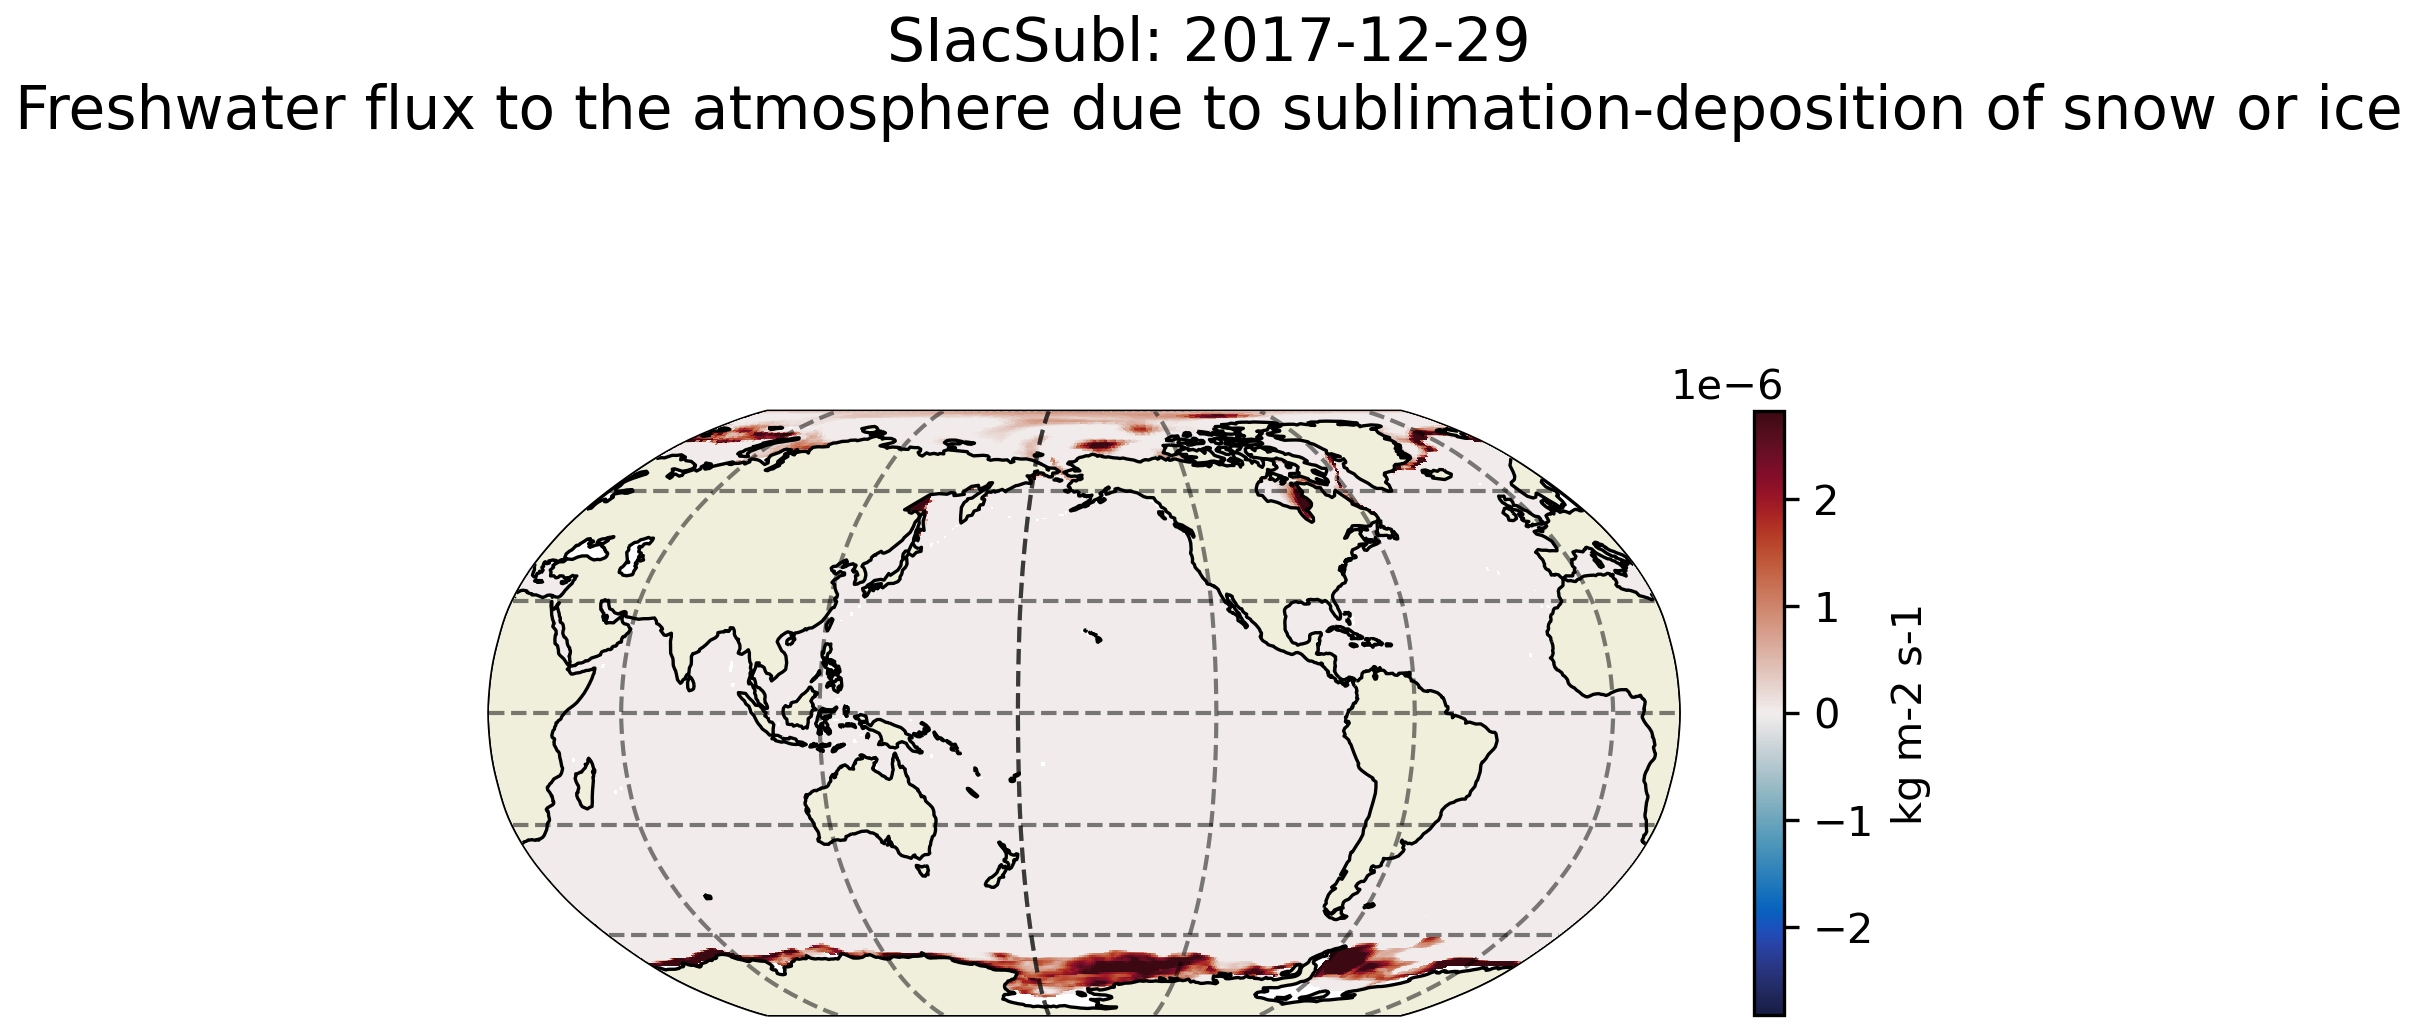 SIacSubl: 2017-12-29
Freshwater flux to the atmosphere due to sublimation-deposition of snow or ice
1e−6
2
1
0
−1
−2
kg m-2 s-1